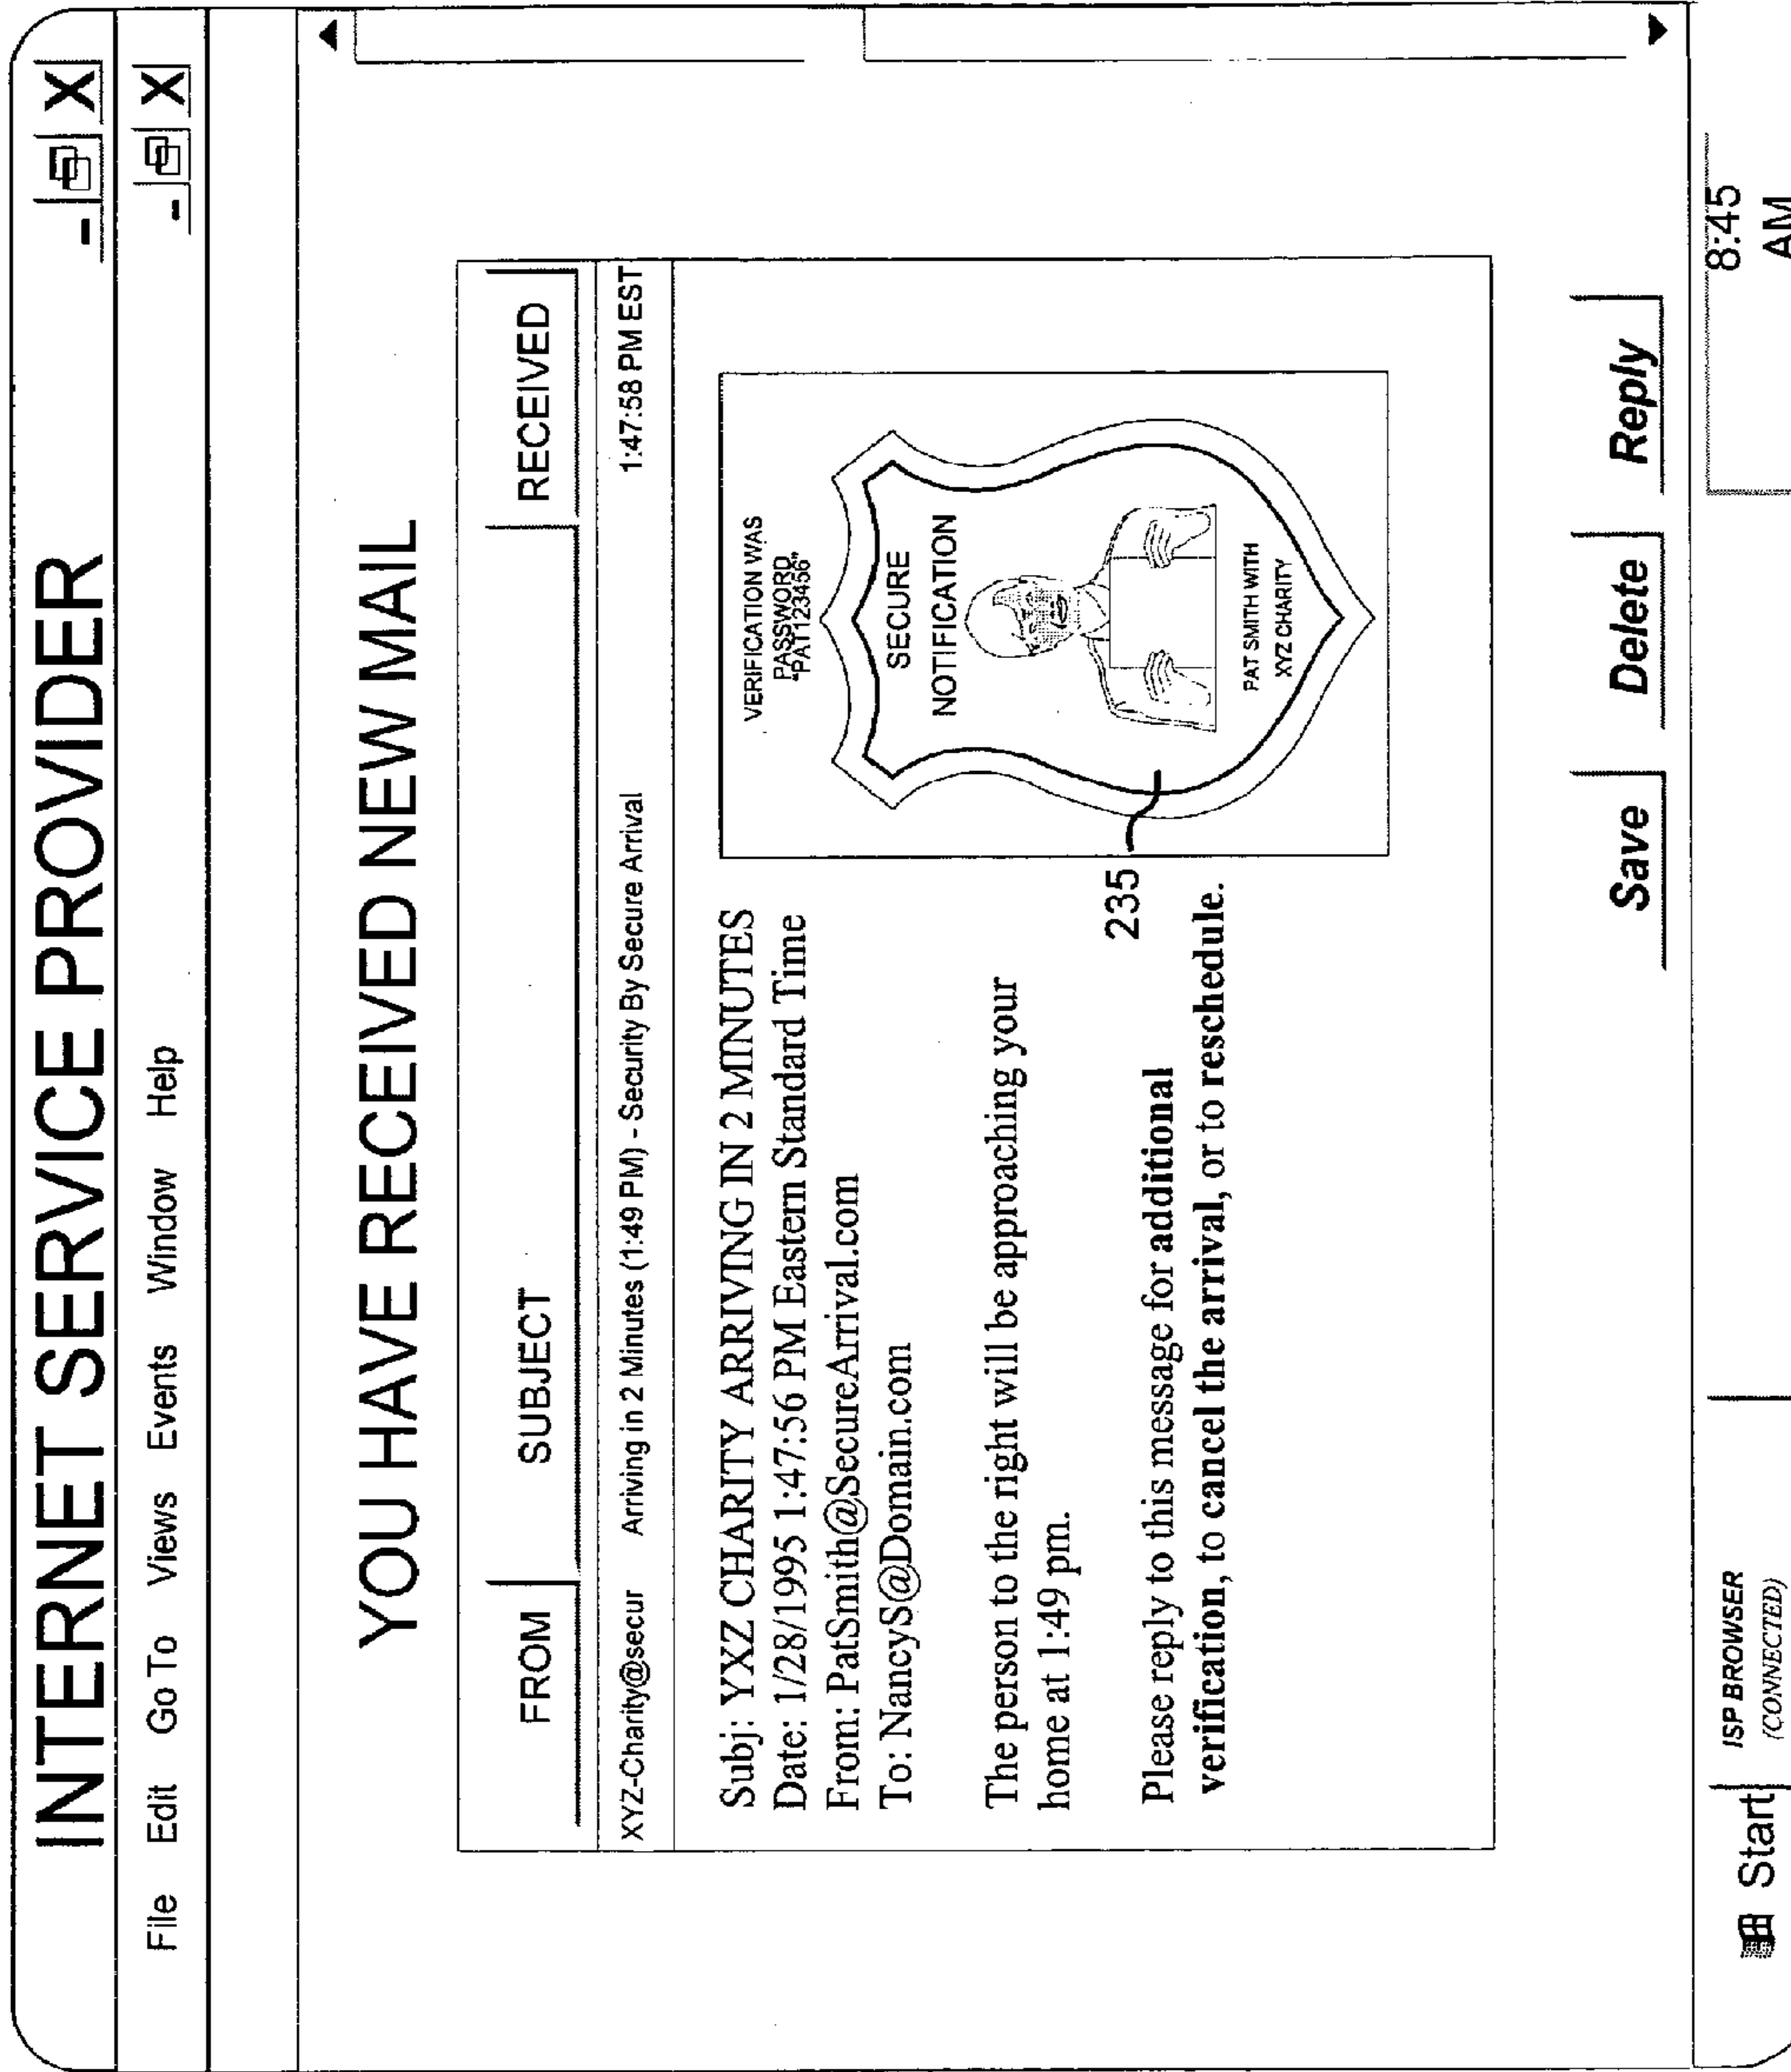 INTERNET SERVICE PROVIDER
File Edit Go To Views Events Window Help
YOU HAVE RECEIVED NEW MAIL
FROM SUBJECT RECEIVED
XYZ-Charity@secur Arriving in 2 Minutes (1:49 PM) - Security By Secure Arrival 1:47:58 PM EST
Subj: YXZ CHARITY ARRIVING IN 2 MINUTES
Date: 1/28/1995 1:47:56 PM Eastern Standard Time
From: PatSmith@SecureArrival.com
To: NancyS@Domain.com
The person to the right will be approaching your
home at 1:49 pm.
Please reply to this message for additional
verification, to cancel the arrival, or to reschedule.
VERIFICATION WAS
PASSWORD
"PAT123456"
SECURE
NOTIFICATION
PAT SMITH WITH
XYZ CHARITY
235
Save Delete Reply
Start ISP BROWSER
(CONNECTED)
8:45
AM